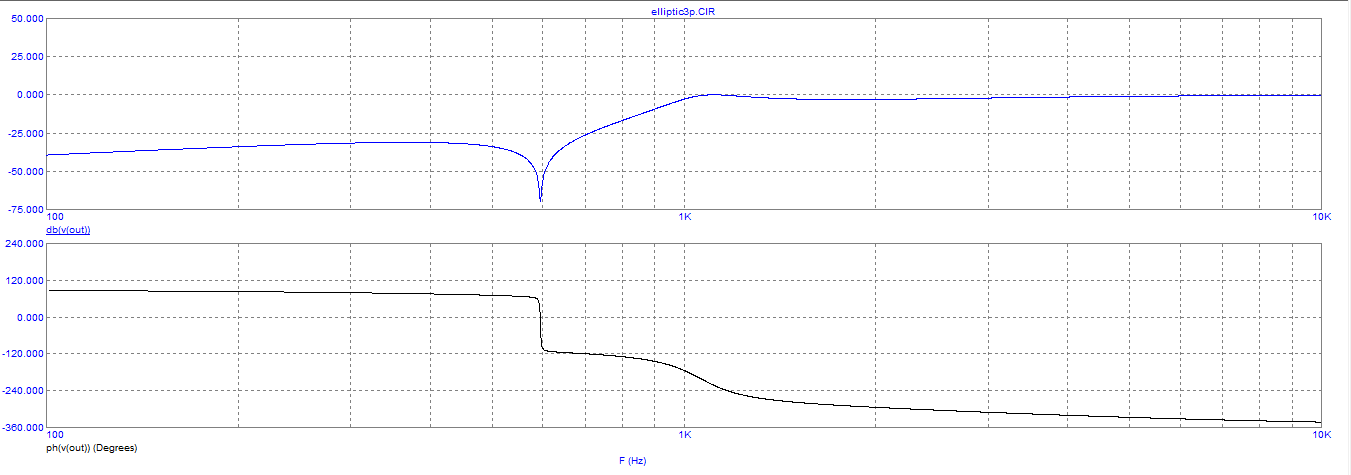 elliptic3p.CIR
50.000
25.000
0.000
-25.000
-50.000
-75.000
100 1K 10K
db(v(out))
240.000
120.000
0.000
-120.000
-240.000
-360.000
100 1K 10K
ph(v(out)) (Degrees)
F (Hz)